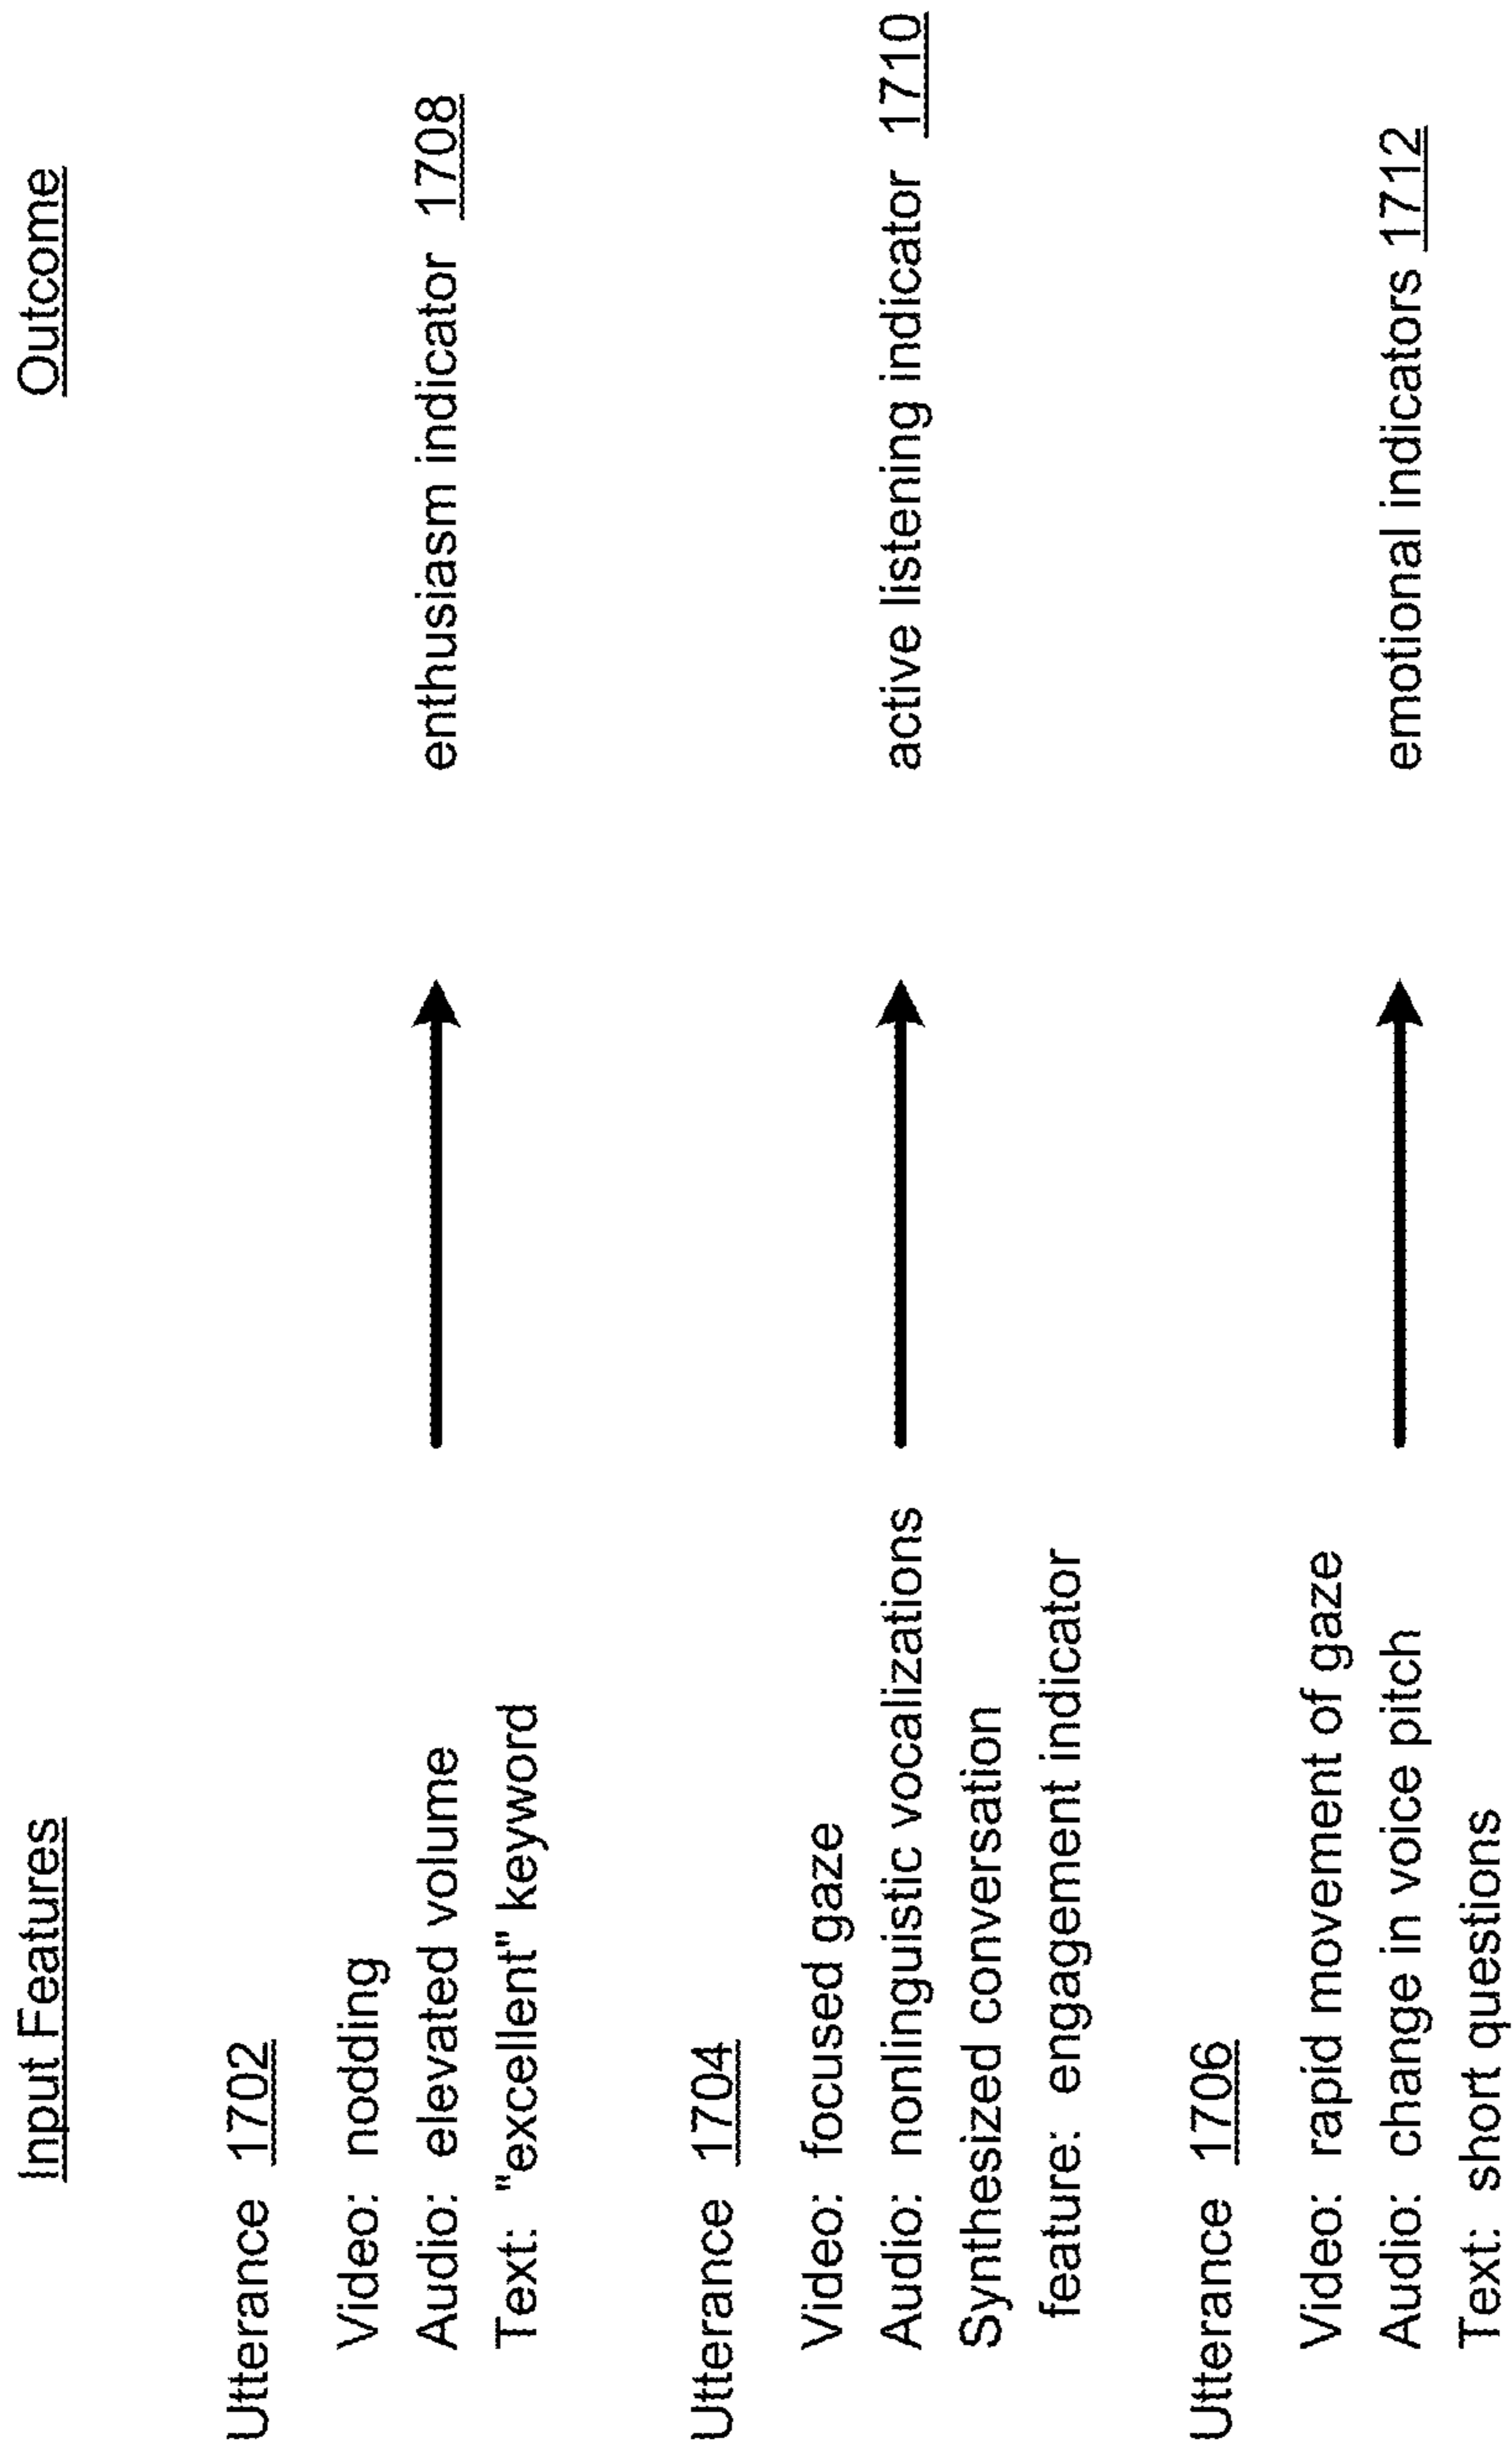 Input Features
Outcome
Utterance 1702
Video: nodding
Audio: elevated volume
Text: "excellent" keyword
enthusiasm indicator 1708
Utterance 1704
Video: focused gaze
Audio: nonlinguistic vocalizations
Synthesized conversation
feature: engagement indicator
active listening indicator 1710
Utterance 1706
Video: rapid movement of gaze
Audio: change in voice pitch
Text: short questions
emotional indicators 1712